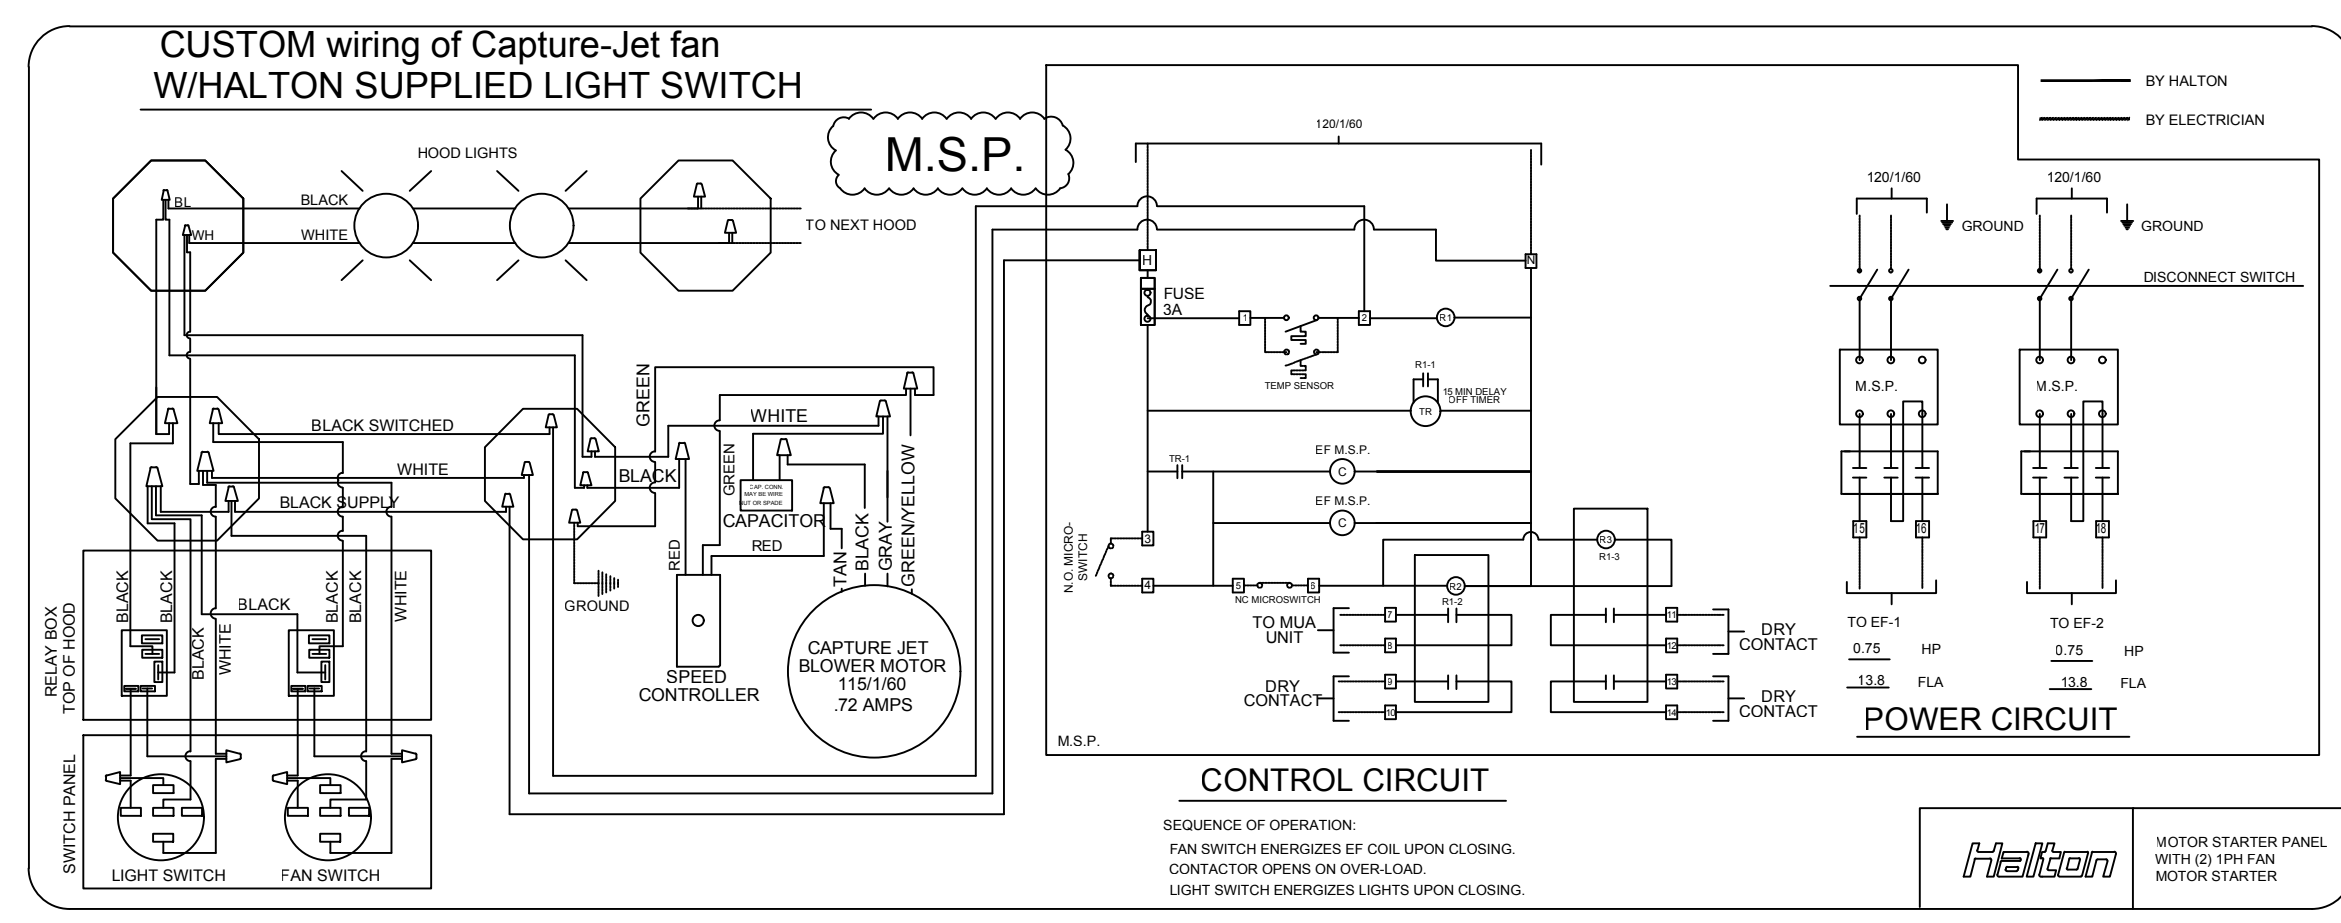 CUSTOM wiring of Capture-Jet fan
W/HALTON SUPPLIED LIGHT SWITCH
M.S.P.
HOOD LIGHTS
BL
BLACK
WH
WHITE
TO NEXT HOOD
BLACK SWITCHED
WHITE
BLACK SUPPLY
GREEN
WHITE
BLACK
GREEN
CAP. CONN.
MAY BE WIRE
NUT OR SPADE
CAPACITOR
RED
RED
TAN
BLACK
GRAY
GREEN/YELLOW
GROUND
SPEED
CONTROLLER
CAPTURE JET
BLOWER MOTOR
115/1/60
.72 AMPS
RELAY BOX
TOP OF HOOD
BLACK
BLACK
BLACK
WHITE
BLACK
BLACK
BLACK
WHITE
SWITCH PANEL
LIGHT SWITCH
FAN SWITCH
120/1/60
H
N
FUSE
3A
1
2
R1
TEMP SENSOR
R1-1
15 MIN DELAY
OFF TIMER
TR
TR-1
EF M.S.P.
C
EF M.S.P.
C
N.O. MICRO-
SWITCH
3
4
5
6
NC MICROSWITCH
R2
R1-2
R3
R1-3
TO MUA
UNIT
7
8
DRY
CONTACT
9
10
11
12
DRY
CONTACT
13
14
DRY
CONTACT
M.S.P.
CONTROL CIRCUIT
SEQUENCE OF OPERATION:
FAN SWITCH ENERGIZES EF COIL UPON CLOSING.
CONTACTOR OPENS ON OVER-LOAD.
LIGHT SWITCH ENERGIZES LIGHTS UPON CLOSING.
BY HALTON
BY ELECTRICIAN
120/1/60
GROUND
120/1/60
GROUND
DISCONNECT SWITCH
M.S.P.
M.S.P.
15
16
17
18
TO EF-1
0.75 HP
13.8 FLA
TO EF-2
0.75 HP
13.8 FLA
POWER CIRCUIT
Halton
MOTOR STARTER PANEL
WITH (2) 1PH FAN
MOTOR STARTER